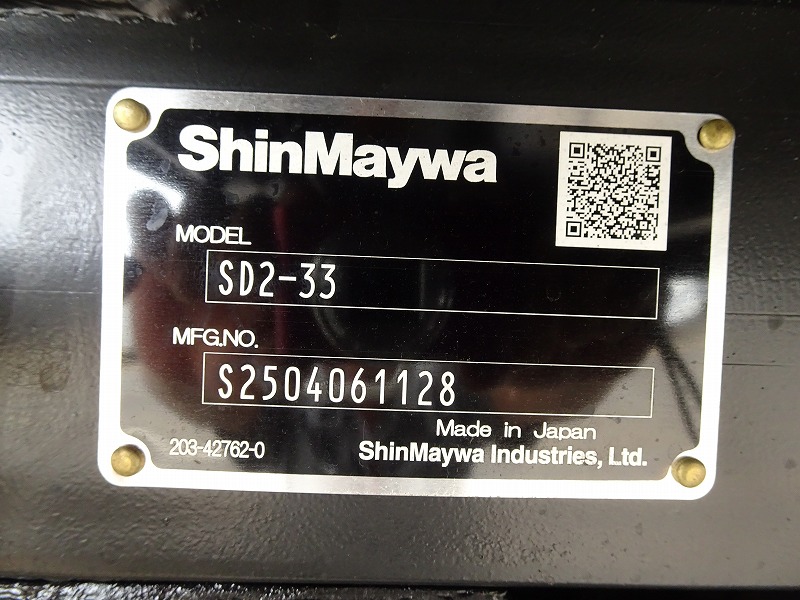 ShinMaywa
MODEL
SD2-33
MFG.NO.
S2504061128
Made in Japan
203-42762-0
ShinMaywa Industries, Ltd.